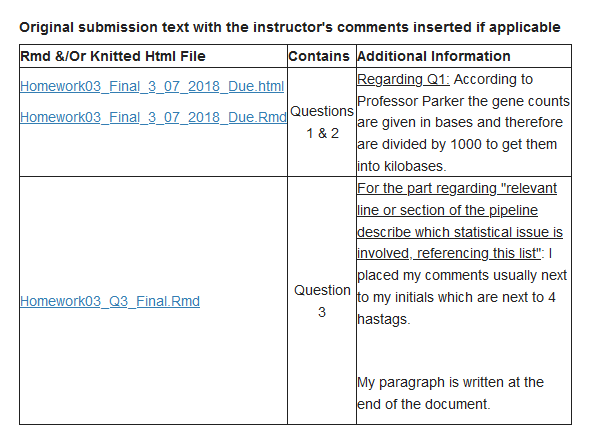 Original submission text with the instructor's comments inserted if applicable
Rmd &/Or Knitted Html File Contains Additional Information
Homework03_Final_3_07_2018_Due.html
Homework03_Final_3_07_2018_Due.Rmd
Questions
1 & 2
Regarding Q1: According to
Professor Parker the gene counts
are given in bases and therefore
are divided by 1000 to get them
into kilobases.
Homework03_Q3_Final.Rmd
Question
3
For the part regarding "relevant
line or section of the pipeline
describe which statistical issue is
involved, referencing this list": I
placed my comments usually next
to my initials which are next to 4
hastags.
My paragraph is written at the
end of the document.